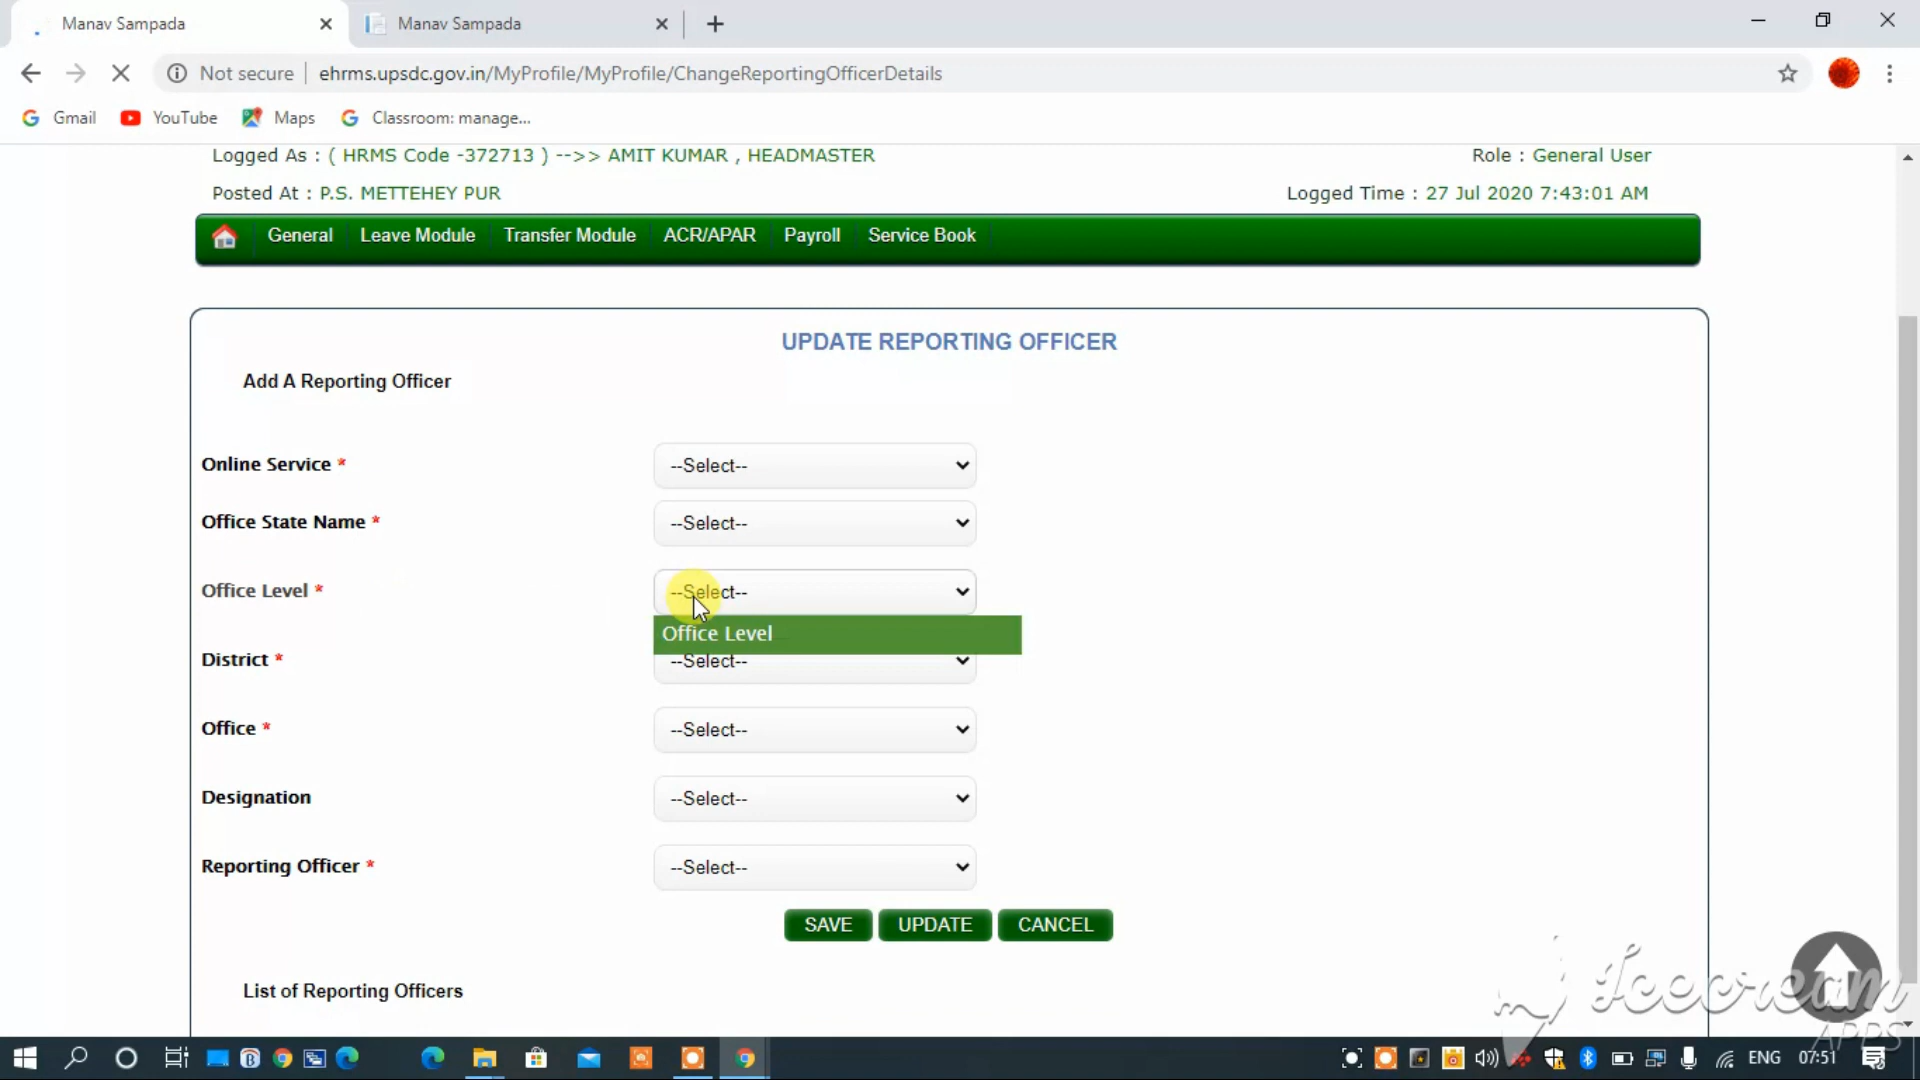 Manav Sampada
Manav Sampada
Not secure
ehrms.upsdc.gov.in/MyProfile/MyProfile/ChangeReportingOfficerDetails
Gmail
YouTube
Maps
Classroom: manage...
Logged As : ( HRMS Code -372713 ) -->> AMIT KUMAR , HEADMASTER
Role : General User
Posted At : P.S. METTEHEY PUR
Logged Time : 27 Jul 2020 7:43:01 AM
General
Leave Module
Transfer Module
ACR/APAR
Payroll
Service Book
UPDATE REPORTING OFFICER
Add A Reporting Officer
Online Service *
--Select--
Office State Name *
--Select--
Office Level *
--Select--
Office Level
District *
--Select--
Office *
--Select--
Designation
--Select--
Reporting Officer *
--Select--
SAVE
UPDATE
CANCEL
List of Reporting Officers
Icecream
APPS
ENG
07:51